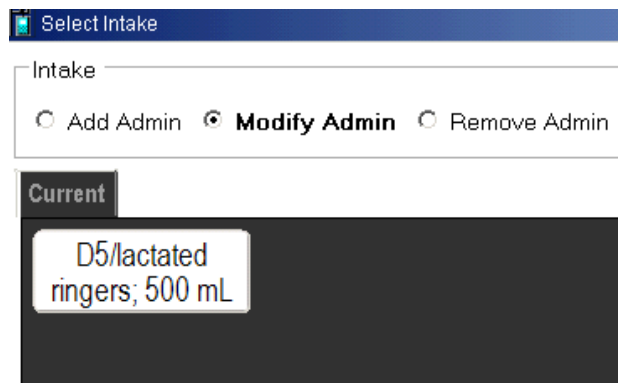 Select Intake
Intake
Add Admin Modify Admin Remove Admin
Current
D5/lactated
ringers; 500 mL